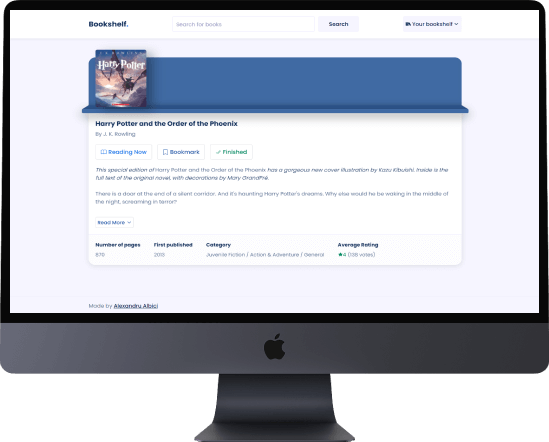 Bookshelf.
Search for books
Search
Your bookshelf
J. K. ROWLING
Harry Potter
Harry Potter and the Order of the Phoenix
By J. K. Rowling
Reading Now
Bookmark
Finished
This special edition of Harry Potter and the Order of the Phoenix has a gorgeous new cover illustration by Kazu Kibuishi. Inside is the
full text of the original novel, with decorations by Mary GrandPré.
There is a door at the end of a silent corridor. And it's haunting Harry Potter's dreams. Why else would he be waking in the middle of
the night, screaming in terror?
Read More
Number of pages
First published
Category
Average Rating
870
2013
Juvenile Fiction / Action & Adventure / General
4 (135 votes)
Made by Alexandru Albici